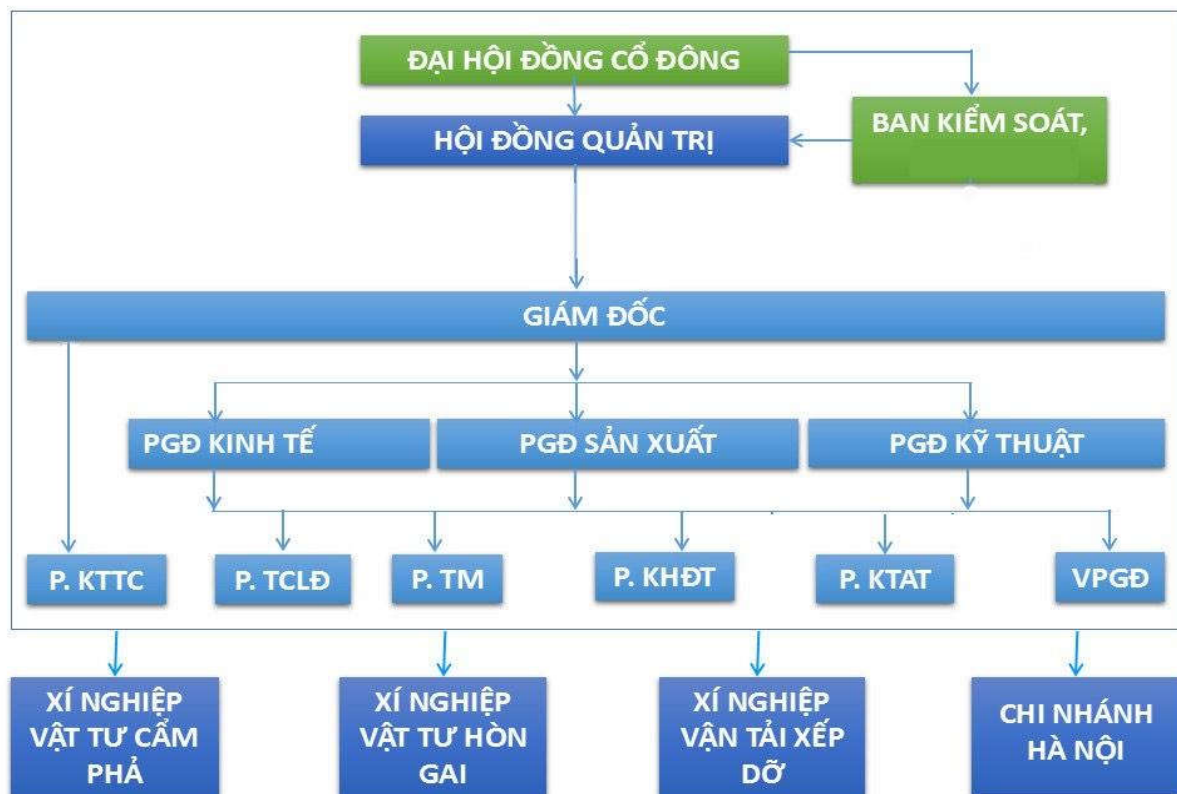 ĐẠI HỘI ĐỒNG CỔ ĐÔNG
BAN KIỂM SOÁT,
HỘI ĐỒNG QUẢN TRỊ
GIÁM ĐỐC
PGĐ KINH TẾ
PGĐ SẢN XUẤT
PGĐ KỸ THUẬT
P. KTTC
P. TCLĐ
P. TM
P. KHĐT
P. KTAT
VPGĐ
XÍ NGHIỆP
VẬT TƯ CẨM
PHẢ
XÍ NGHIỆP
VẬT TƯ HÒN
GAI
XÍ NGHIỆP
VẬN TẢI XẾP
DỠ
CHI NHÁNH
HÀ NỘI